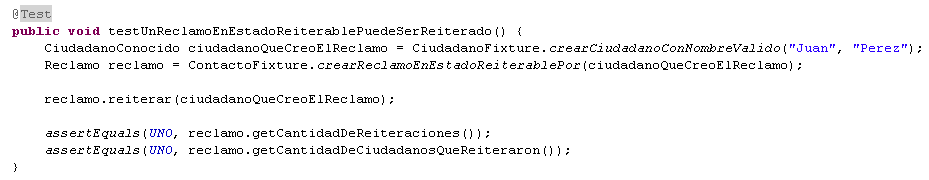 @Test
public void testUnReclamoEnEstadoReiterablePuedeSerReiterado() {
CiudadanoConocido ciudadanoQueCreoElReclamo = CiudadanoFixture.crearCiudadanoConNombreValido("Juan", "Perez");
Reclamo reclamo = ContactoFixture.crearReclamoEnEstadoReiterablePor(ciudadanoQueCreoElReclamo);
reclamo.reiterar(ciudadanoQueCreoElReclamo);
assertEquals(UNO, reclamo.getCantidadDeReiteraciones());
assertEquals(UNO, reclamo.getCantidadDeCiudadanosQueReiteraron());
}